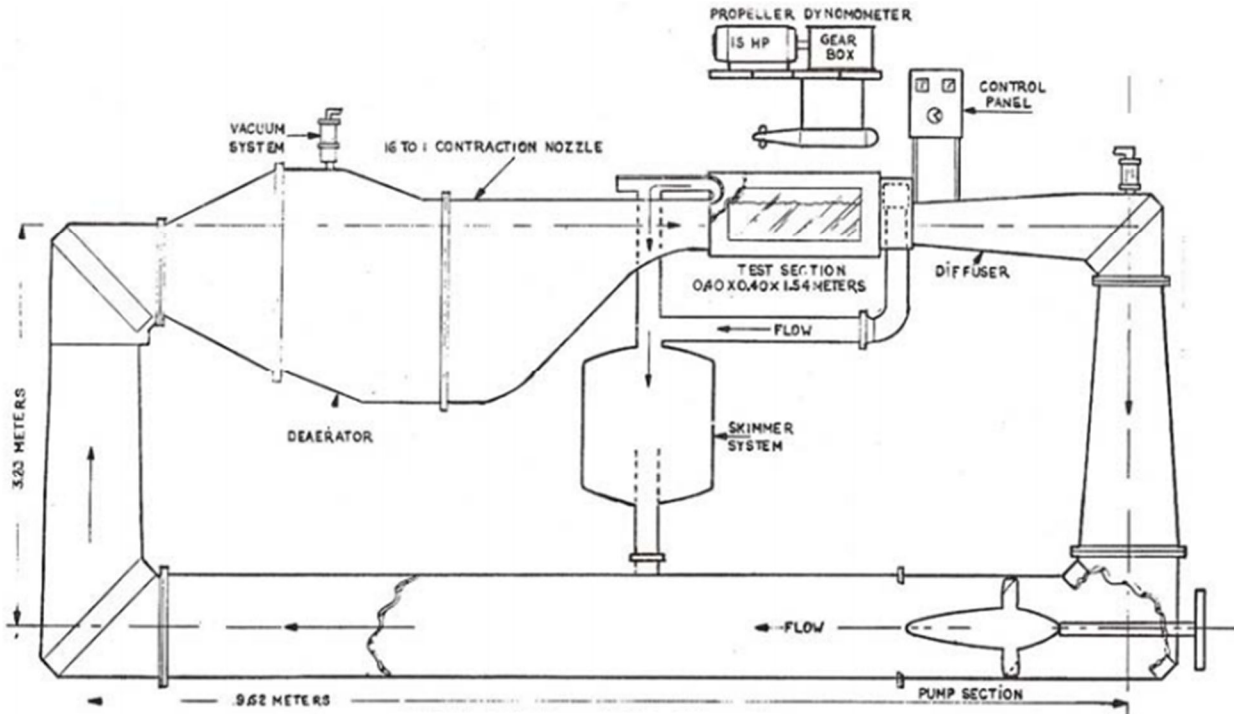 PROPELLER DYNOMOMETER
15 HP
GEAR
BOX
CONTROL
PANEL
VACUUM
SYSTEM
16 TO 1 CONTRACTION NOZZLE
TEST SECTION
0,40 X 0,40 X 1.54 METERS
DIFFUSER
FLOW
DEAERATOR
SKIMMER
SYSTEM
3.20 METERS
FLOW
PUMP SECTION
9.62 METERS